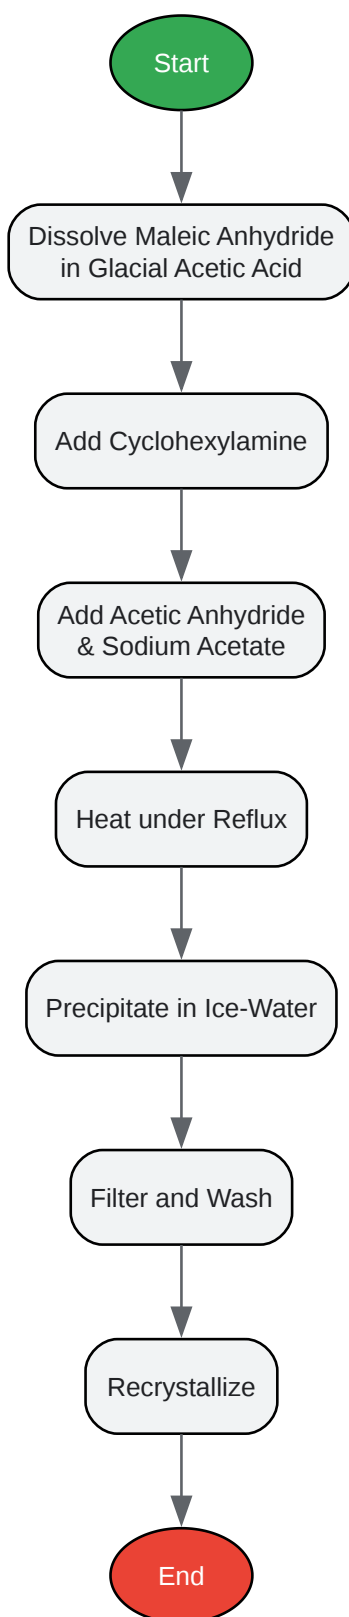 Start
Dissolve Maleic Anhydride
in Glacial Acetic Acid
Add Cyclohexylamine
Add Acetic Anhydride
& Sodium Acetate
Heat under Reflux
Precipitate in Ice-Water
Filter and Wash
Recrystallize
End